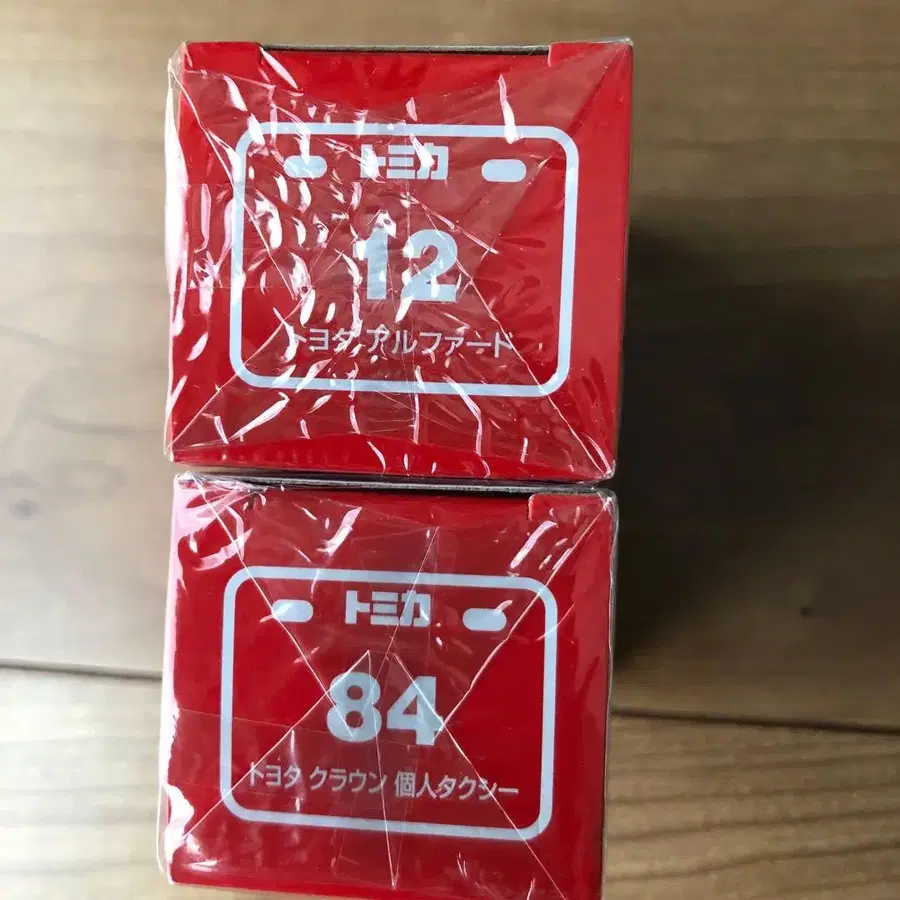 トミカ
12
トヨタ アルファード
トミカ
84
トヨタ クラウン 個人タクシー